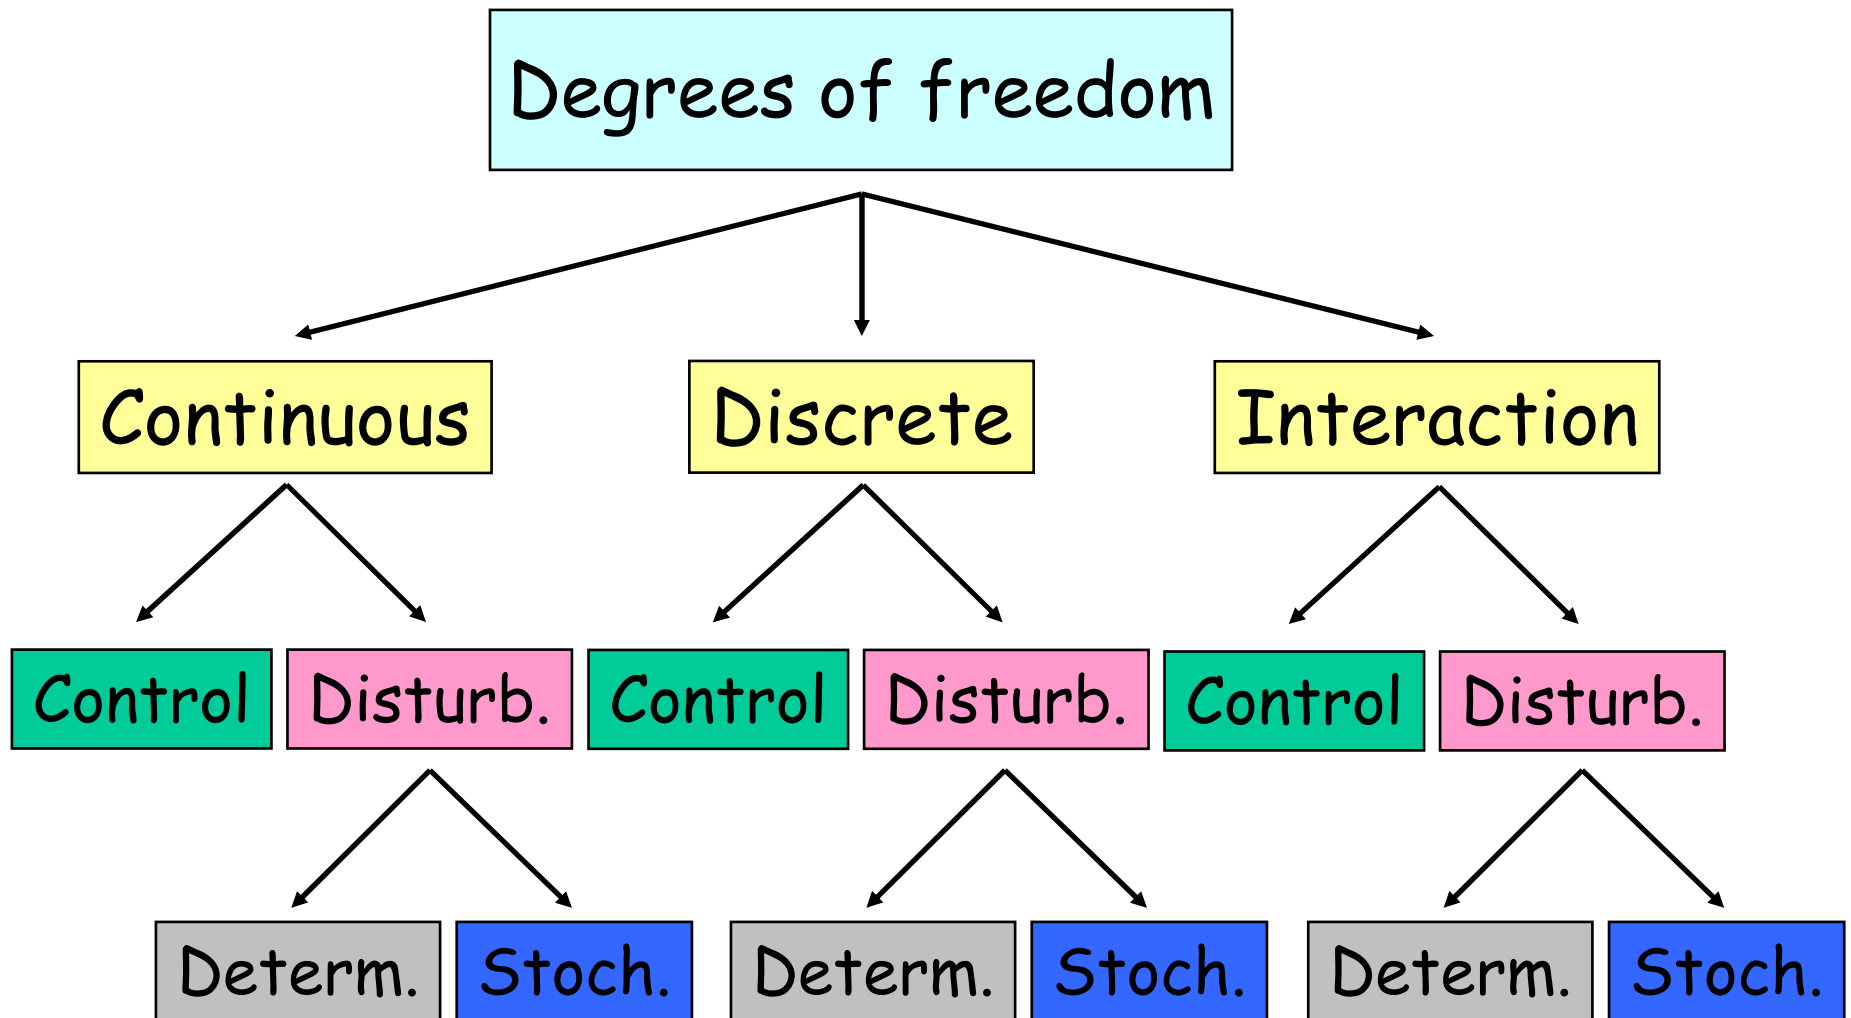 Degrees of freedom
Continuous Discrete Interaction
Control Disturb. Control Disturb. Control Disturb.
Determ. Stoch. Determ. Stoch. Determ. Stoch.